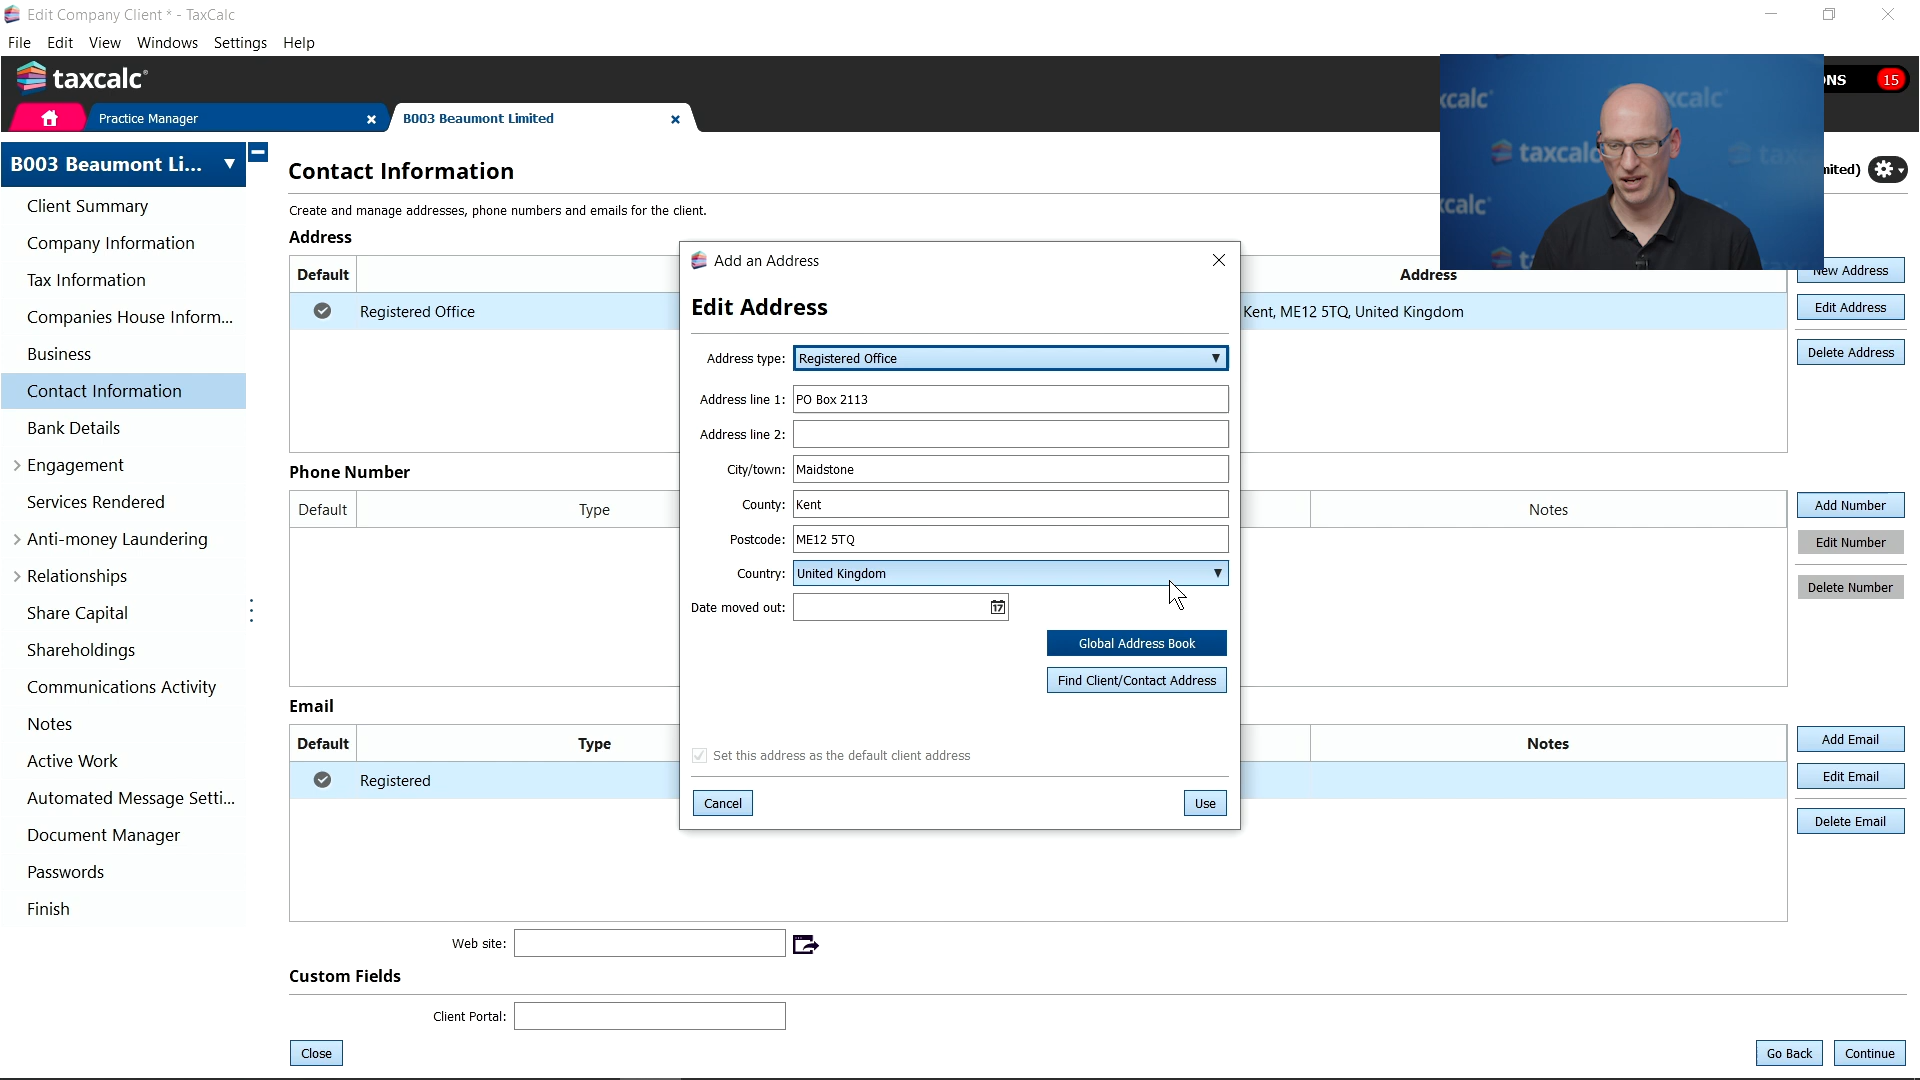 Edit Company Client * - TaxCalc
File Edit View Windows Settings Help
taxcalc
15
Practice Manager
B003 Beaumont Limited
B003 Beaumont Li...
Client Summary
Company Information
Tax Information
Companies House Inform...
Business
Contact Information
Bank Details
Engagement
Services Rendered
Anti-money Laundering
Relationships
Share Capital
Shareholdings
Communications Activity
Notes
Active Work
Automated Message Setti...
Document Manager
Passwords
Finish
Contact Information
Create and manage addresses, phone numbers and emails for the client.
Address
Default
Address
Registered Office
Kent, ME12 5TQ, United Kingdom
New Address
Edit Address
Delete Address
Phone Number
Default
Type
Notes
Add Number
Edit Number
Delete Number
Email
Default
Type
Notes
Registered
Add Email
Edit Email
Delete Email
Web site:
Custom Fields
Client Portal:
Close
Go Back
Continue
Add an Address
Edit Address
Address type: Registered Office
Address line 1: PO Box 2113
Address line 2:
City/town: Maidstone
County: Kent
Postcode: ME12 5TQ
Country: United Kingdom
Date moved out: 17
Global Address Book
Find Client/Contact Address
Set this address as the default client address
Cancel
Use